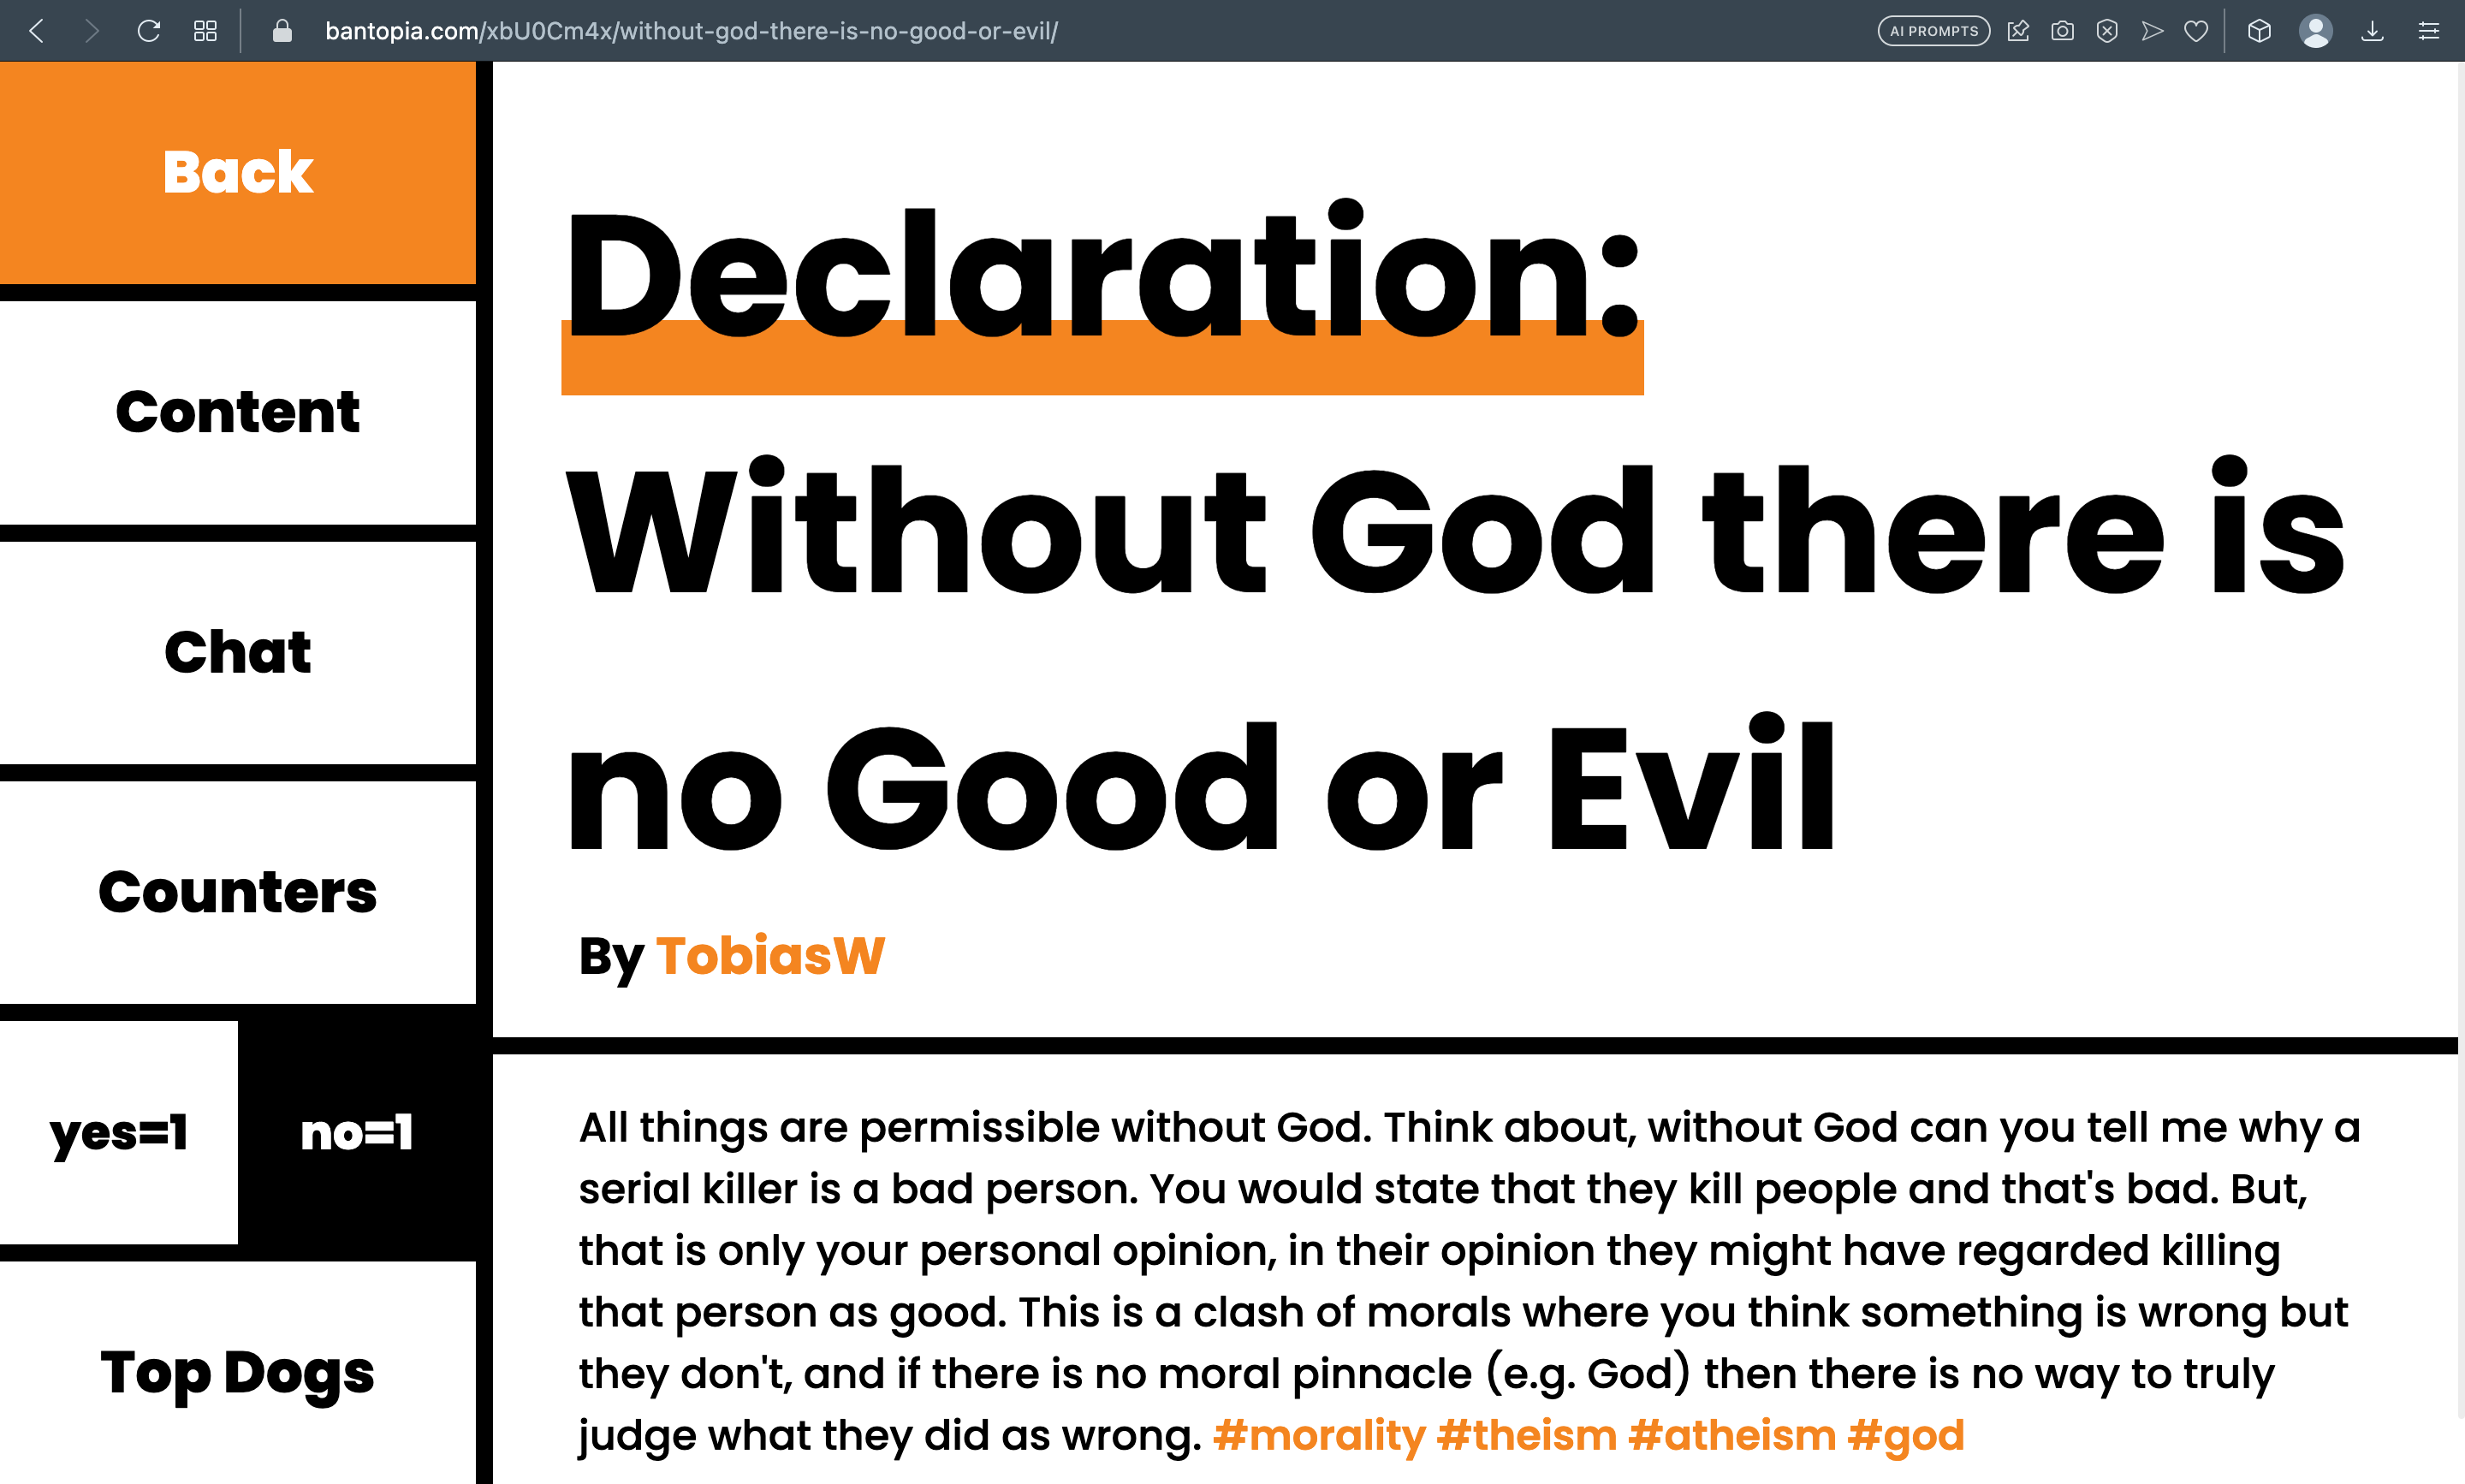 bantopia.com/xbU0Cm4x/without-god-there-is-no-good-or-evil/
AI PROMPTS
Back
Content
Chat
Counters
yes=1
no=1
Top Dogs
Declaration:
Without God there is
no Good or Evil
By TobiasW
All things are permissible without God. Think about, without God can you tell me why a
serial killer is a bad person. You would state that they kill people and that's bad. But,
that is only your personal opinion, in their opinion they might have regarded killing
that person as good. This is a clash of morals where you think something is wrong but
they don't, and if there is no moral pinnacle (e.g. God) then there is no way to truly
judge what they did as wrong. #morality #theism #atheism #god